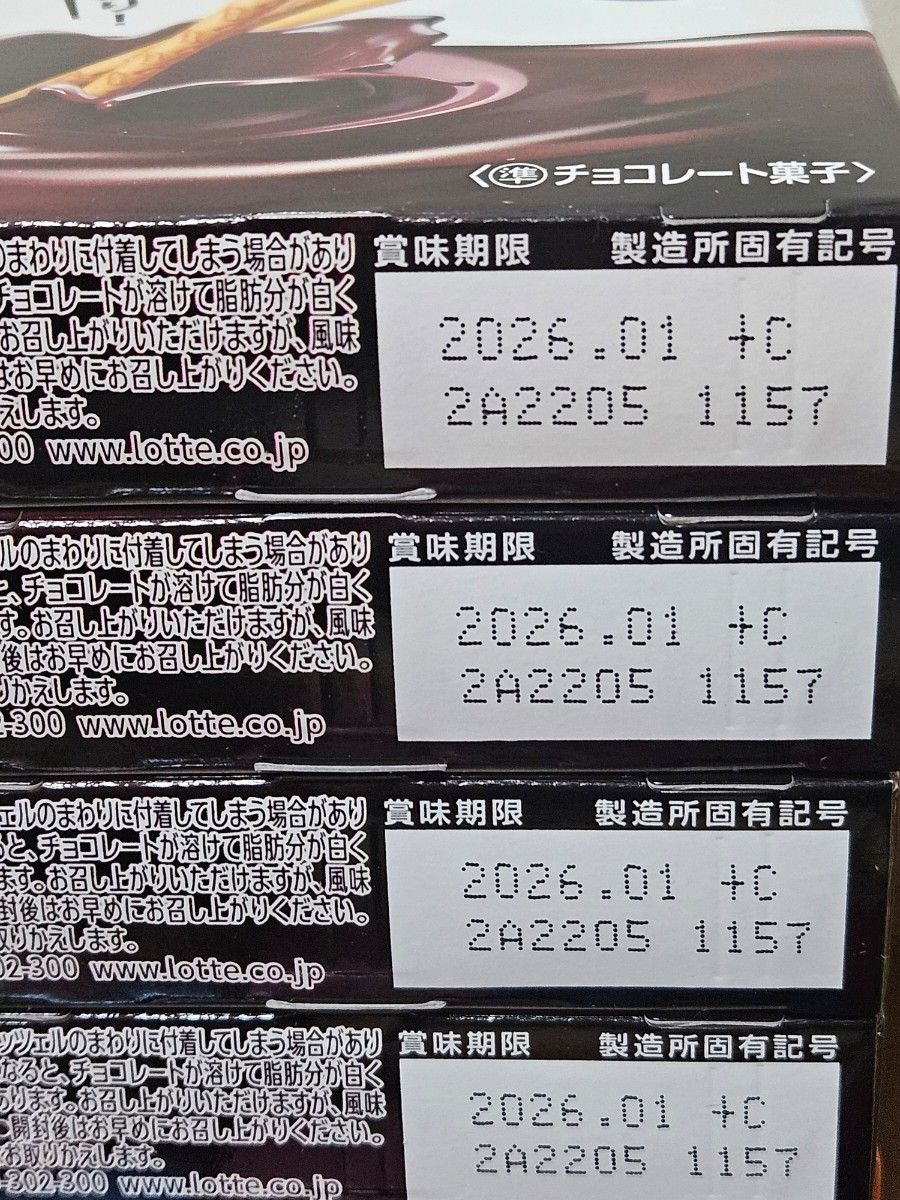 〈準チョコレート菓子〉
のまわりに付着してしまう場合があり
チョコレートが溶けて脂肪分が白く
お召し上がりいただけますが、風味
はお早めにお召し上がりください。
かえします。
00 www.lotte.co.jp
賞味期限 製造所固有記号
2026.01 +C
2A2205 1157
ルのまわりに付着してしまう場合があり
と、チョコレートが溶けて脂肪分が白く
す。お召し上がりいただけますが、風味
後はお早めにお召し上がりください。
りかえします。
2-300 www.lotte.co.jp
賞味期限 製造所固有記号
2026.01 +C
2A2205 1157
ェルのまわりに付着してしまう場合があり
ると、チョコレートが溶けて脂肪分が白く
ます。お召し上がりいただけますが、風味
封後はお早めにお召し上がりください。
取りかえします。
02-300 www.lotte.co.jp
賞味期限 製造所固有記号
2026.01 +C
2A2205 1157
ッツェルのまわりに付着してしまう場合があり
なると、チョコレートが溶けて脂肪分が白く
あります。お召し上がりいただけますが、風味
開封後はお早めにお召し上がりください。
お取りかえします。
-302-300 www.lotte.co.jp
賞味期限 製造所固有記号
2026.01 +C
2A2205 1157